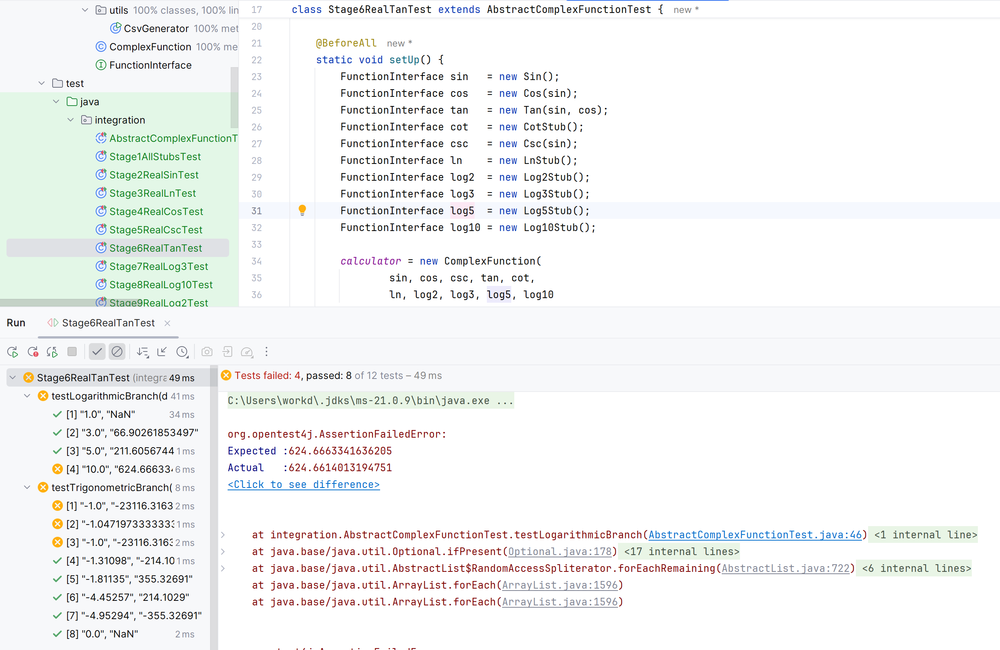 utils 100% classes, 100% lin
CsvGenerator 100% met
ComplexFunction 100% me
FunctionInterface
test
java
integration
AbstractComplexFunctionT
Stage1AllStubsTest
Stage2RealSinTest
Stage3RealLnTest
Stage4RealCosTest
Stage5RealCscTest
Stage6RealTanTest
Stage7RealLog3Test
Stage8RealLog10Test
Stage9RealLog2Test
17 class Stage6RealTanTest extends AbstractComplexFunctionTest { new *
20
21 @BeforeAll new *
22 static void setUp() {
23 FunctionInterface sin = new Sin();
24 FunctionInterface cos = new Cos(sin);
25 FunctionInterface tan = new Tan(sin, cos);
26 FunctionInterface cot = new CotStub();
27 FunctionInterface csc = new Csc(sin);
28 FunctionInterface ln = new LnStub();
29 FunctionInterface log2 = new Log2Stub();
30 FunctionInterface log3 = new Log3Stub();
31 FunctionInterface log5 = new Log5Stub();
32 FunctionInterface log10 = new Log10Stub();
33
34 calculator = new ComplexFunction(
35 sin, cos, csc, tan, cot,
36 ln, log2, log3, log5, log10
Run Stage6RealTanTest
Stage6RealTanTest (integra 49 ms
testLogarithmicBranch(d 41 ms
[1] "1.0", "NaN" 34 ms
[2] "3.0", "66.90261853497"
[3] "5.0", "211.6056744 1 ms
[4] "10.0", "624.66633 6 ms
testTrigonometricBranch( 8 ms
[1] "-1.0", "-23116.3163 2 ms
[2] "-1.0471973333333 1 ms
[3] "-1.0", "-23116.3163 2 ms
[4] "-1.31098", "-214.10 1 ms
[5] "-1.81135", "355.32691"
[6] "-4.45257", "214.1029"
[7] "-4.95294", "-355.32691"
[8] "0.0", "NaN" 2 ms
Tests failed: 4, passed: 8 of 12 tests – 49 ms
C:\Users\workd\.jdks\ms-21.0.9\bin\java.exe ...
org.opentest4j.AssertionFailedError:
Expected :624.6663341636205
Actual :624.6614013194751
<Click to see difference>
at integration.AbstractComplexFunctionTest.testLogarithmicBranch(AbstractComplexFunctionTest.java:46) <1 internal line>
at java.base/java.util.Optional.ifPresent(Optional.java:178) <17 internal lines>
at java.base/java.util.AbstractList$RandomAccessSpliterator.forEachRemaining(AbstractList.java:722) <6 internal lines>
at java.base/java.util.ArrayList.forEach(ArrayList.java:1596)
at java.base/java.util.ArrayList.forEach(ArrayList.java:1596)